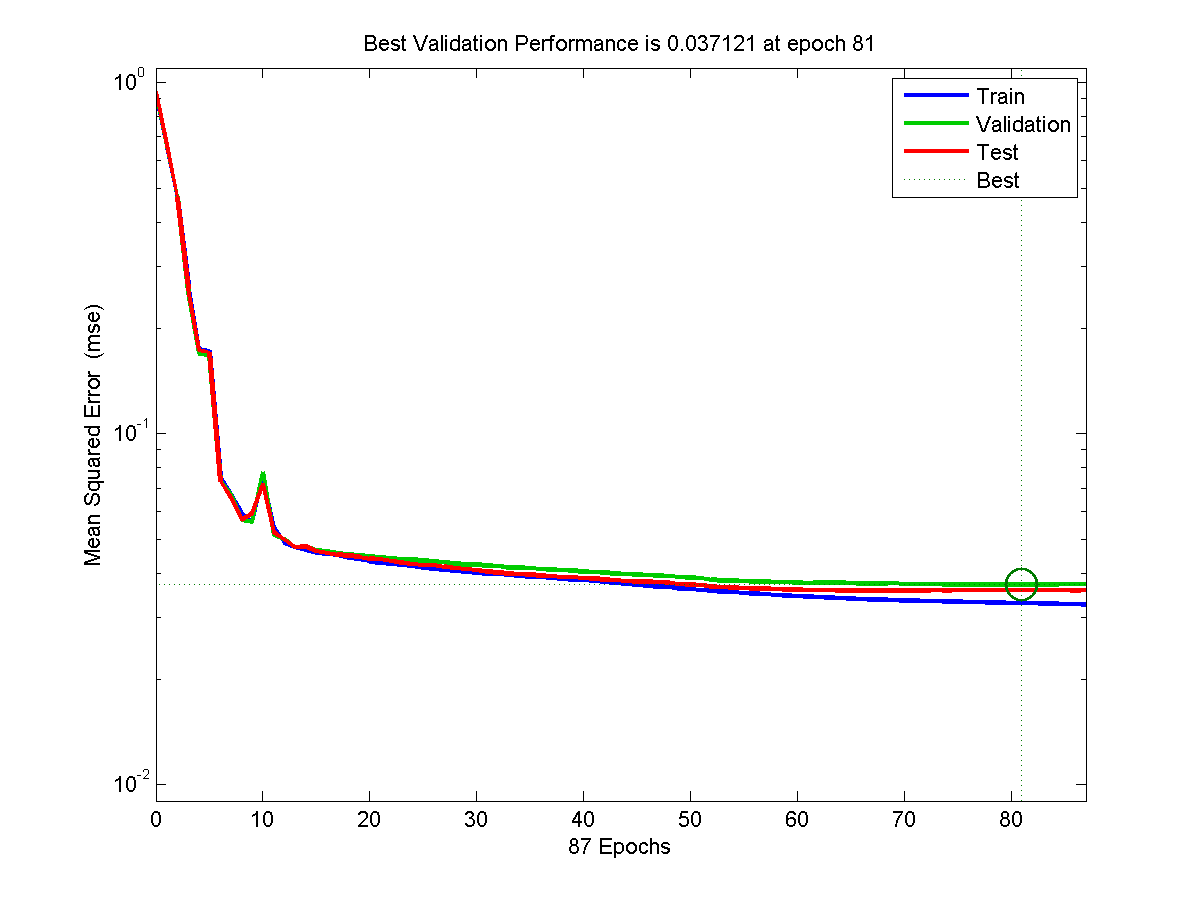 Best Validation Performance is 0.037121 at epoch 81
Train
Validation
Test
Best
10^0
10^-1
10^-2
Mean Squared Error (mse)
0 10 20 30 40 50 60 70 80
87 Epochs